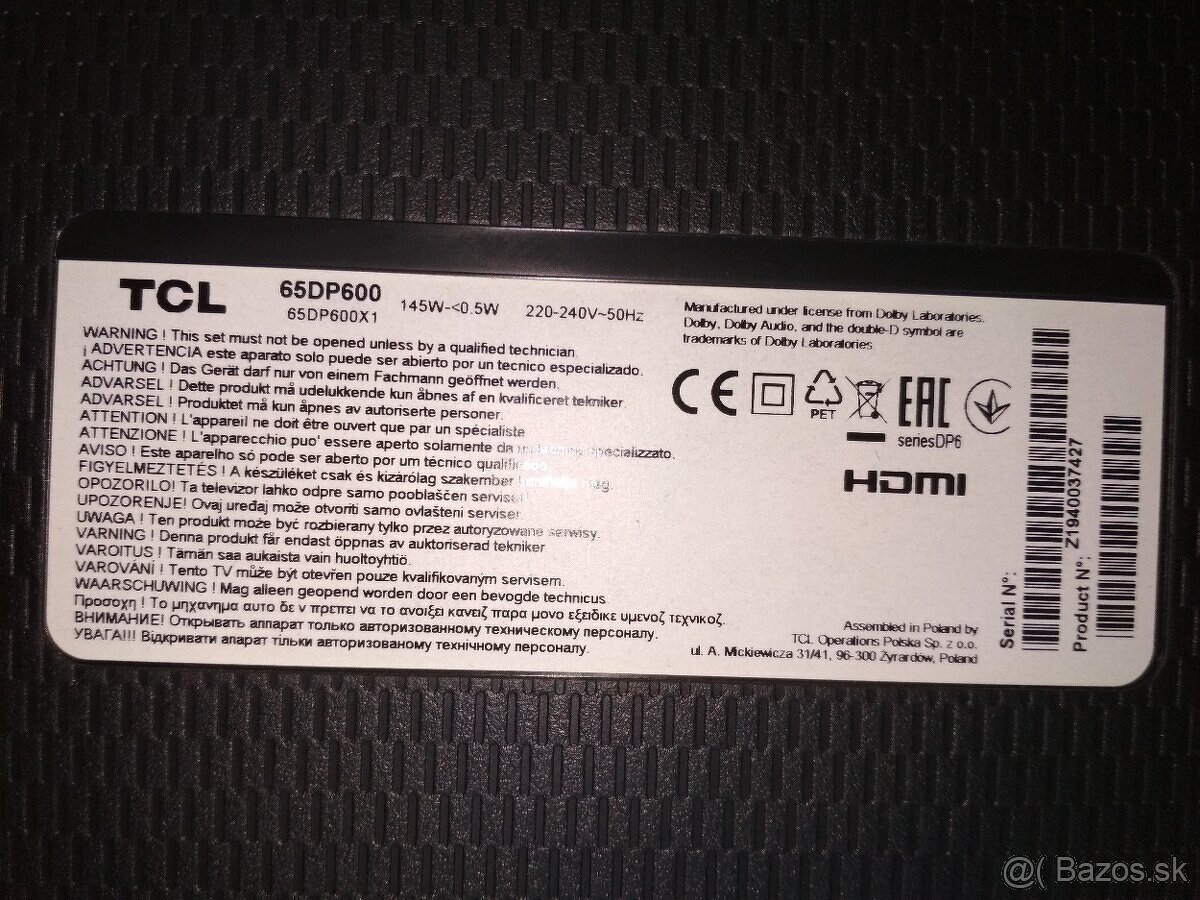 TCL
65DP600
65DP600X1
145W-<0.5W
220-240V~50Hz
WARNING ! This set must not be opened unless by a qualified technician.
¡ ADVERTENCIA este aparato solo puede ser abierto por un tecnico especializado.
ACHTUNG ! Das Gerät darf nur von einem Fachmann geöffnet werden.
ADVARSEL ! Dette produkt må udelukkende kun åbnes af en kvalificeret tekniker
ADVARSEL ! Produktet må kun åpnes av autoriserte personer.
ATTENTION ! L'appareil ne doit être ouvert que par un spécialiste
ATTENZIONE ! L'apparecchio puo' essere aperto solamente da un tecnico specializzato.
AVISO ! Este aparelho só pode ser aberto por um técnico
FIGYELMEZTETÉS ! A készüléket csak és kizárólag szakember meg.
OPOZORILO! Ta televizor lahko odpre samo pooblaščen serviser
UPOZORENJE! Ovaj uređaj može otvoriti samo ovlašteni serviser
UWAGA ! Ten produkt może być rozbierany tylko przez autoryzowane serwisy.
VARNING ! Denna produkt får endast öppnas av auktoriserad tekniker
VAROITUS ! Tämän saa aukaista vain huoltoyhtiö.
VAROVÁNÍ ! Tento TV může být otevřen pouze kvalifikovaným servisem.
WAARSCHUWING ! Mag alleen geopend worden door een bevogde technicus
Προσοχη ! Το μηχανημα αυτο δε ν πρεπει να το ανοιξει κανειζ παρα μονο εξειδικε υμενοζ τεχνικοζ.
ВНИМАНИЕ! Открывать аппарат только авторизованному техническому персоналу.
УВАГА!!! Відкривати апарат тільки авторизованому технічному персоналу.
Manufactured under license from Dolby Laboratories.
Dolby, Dolby Audio, and the double-D symbol are
trademarks of Dolby Laboratories.
CE
PET
EAC
seriesDP6
HDMI
Assembled in Poland by
TCL Operations Polska Sp. z o.o.
ul. A. Mickiewicza 31/41, 96-300 Żyrardów, Poland
Serial N°:
Z1940037427
Product N°:
@( Bazos.sk